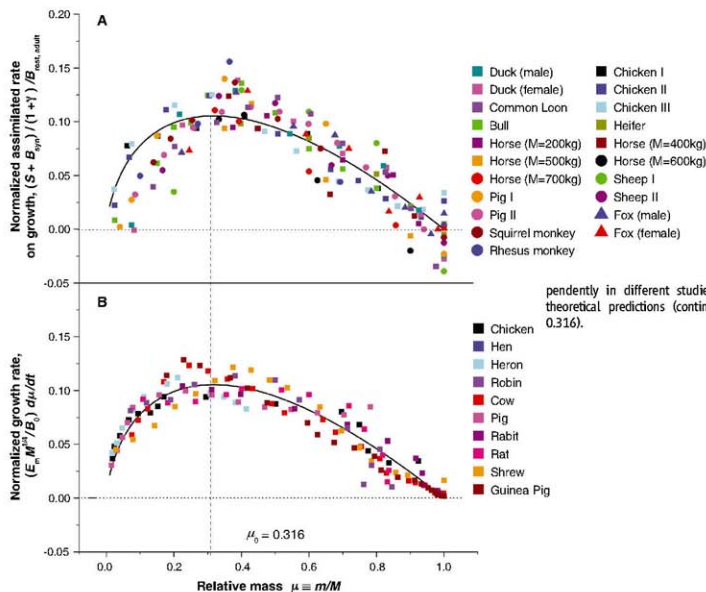 A
Normalized assimilated rate
on growth, (S + Bsyn) / (1 + γ) / Brest, adult
0.20
0.15
0.10
0.05
0.00
-0.05
Duck (male)
Duck (female)
Common Loon
Bull
Horse (M=200kg)
Horse (M=500kg)
Horse (M=700kg)
Pig I
Pig II
Squirrel monkey
Rhesus monkey
Chicken I
Chicken II
Chicken III
Heifer
Horse (M=400kg)
Horse (M=600kg)
Sheep I
Sheep II
Fox (male)
Fox (female)
pendently in different studie
theoretical predictions (contin
0.316).
B
Normalized growth rate,
(EmM^1/4/Bo) dμ/dt
0.15
0.10
0.05
0.00
-0.05
Chicken
Hen
Heron
Robin
Cow
Pig
Rabit
Rat
Shrew
Guinea Pig
μ0 = 0.316
0.0 0.2 0.4 0.6 0.8 1.0
Relative mass μ ≡ m/M